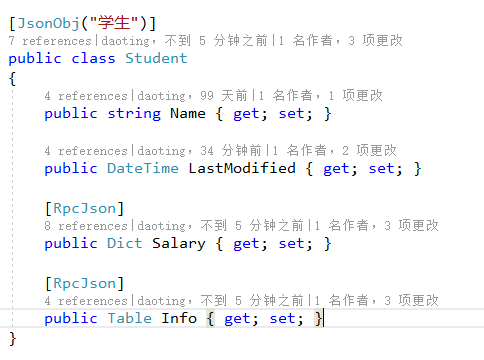 [JsonObj("学生")]
7 references|daoting，不到 5 分钟之前|1 名作者，3 项更改
public class Student
{
4 references|daoting，99 天前|1 名作者，1 项更改
public string Name { get; set; }
4 references|daoting，34 分钟前|1 名作者，2 项更改
public DateTime LastModified { get; set; }
[RpcJson]
8 references|daoting，不到 5 分钟之前|1 名作者，3 项更改
public Dict Salary { get; set; }
[RpcJson]
4 references|daoting，不到 5 分钟之前|1 名作者，3 项更改
public Table Info { get; set; }
}